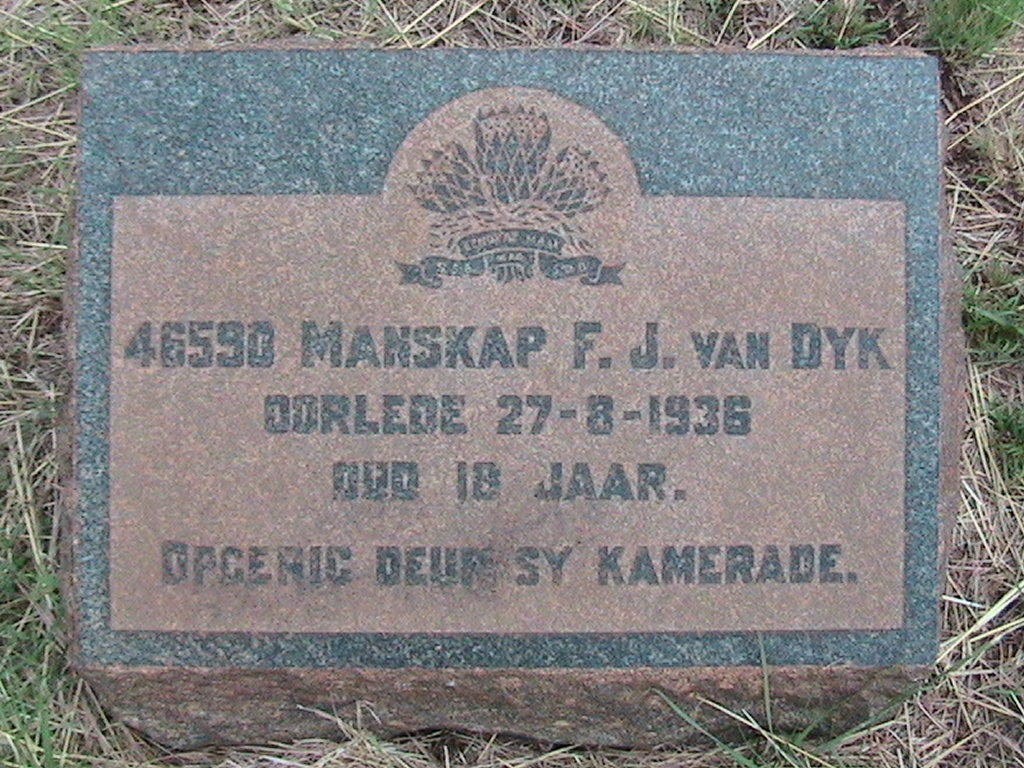 46590 MANSKAP F. J. VAN DYK
OORLEDE 27-8-1936
OUD 18 JAAR.
OPGERIG DEUR SY KAMERADE.